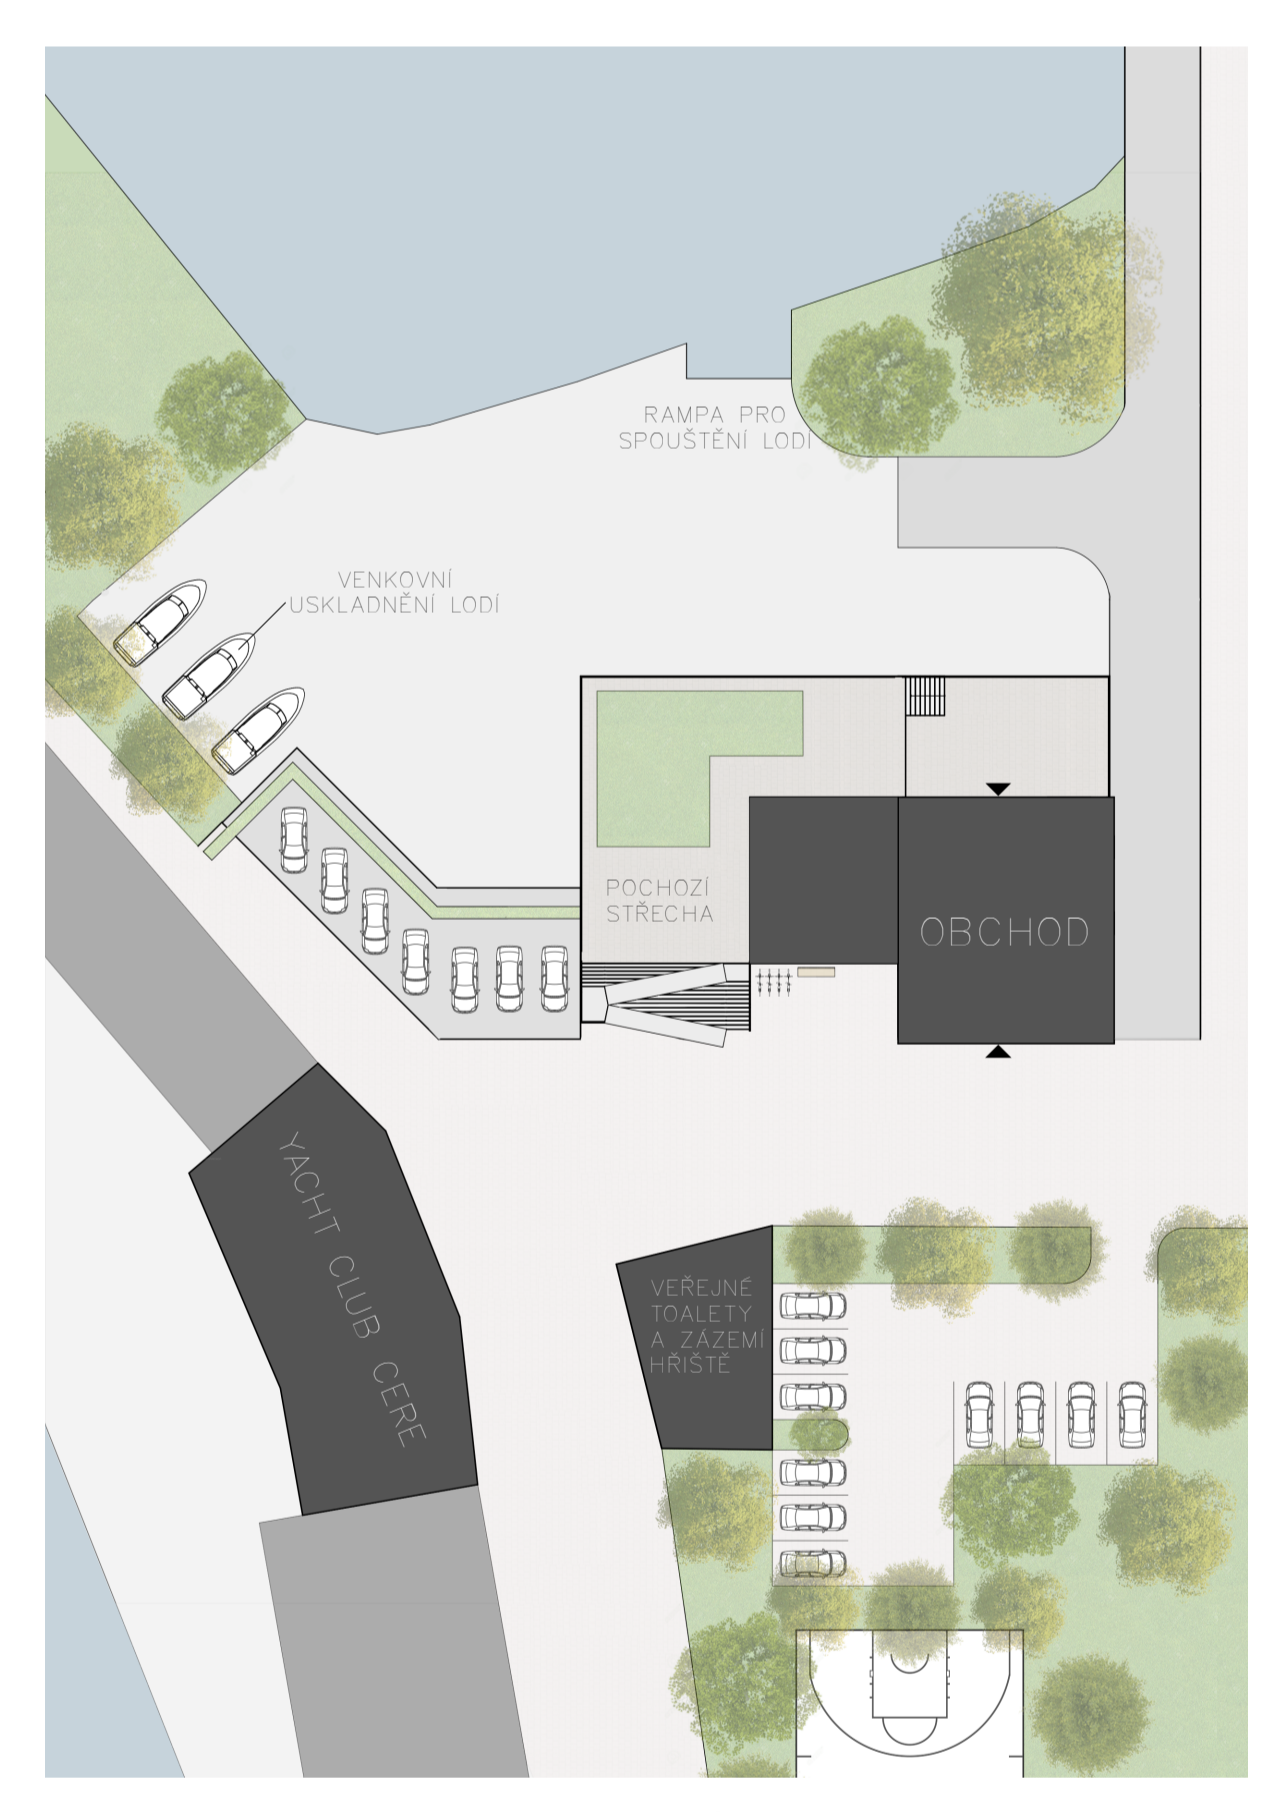 RAMPA PRO
SPOUŠTĚNÍ LODÍ
VENKOVNÍ
USKLADNĚNÍ LODÍ
POCHOZÍ
STŘECHA
OBCHOD
YACHT CLUB CERE
VEŘEJNÉ
TOALETY
A ZÁZEMÍ
HŘIŠTĚ